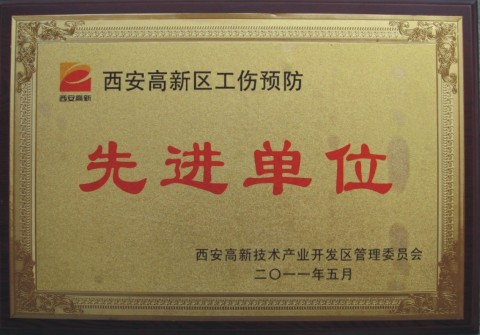 西安高新区工伤预防
西安高新
先进单位
西安高新技术产业开发区管理委员会
二〇一一年五月